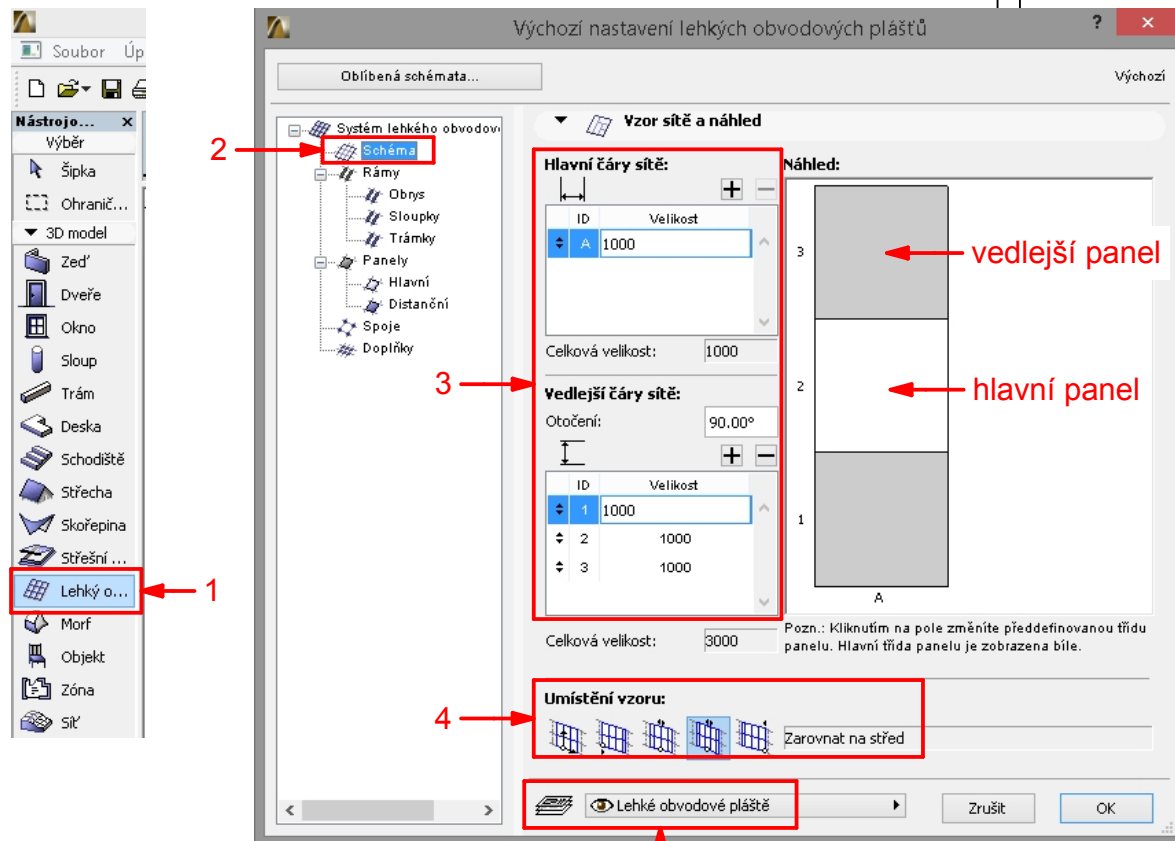 Soubor Úp
Nástrojo... x
Výběr
Šipka
Ohranič...
3D model
Zeď
Dveře
Okno
Sloup
Trám
Deska
Schodiště
Střecha
Skořepina
Střešní ...
Lehký o...
Morf
Objekt
Zóna
Síť
1
Výchozí nastavení lehkých obvodových plášťů ? ×
Oblíbená schémata... Výchozí
Systém lehkého obvodov
Schéma
Rámy
Obrys
Sloupky
Trámky
Panely
Hlavní
Distanční
Spoje
Doplňky
2
Vzor sítě a náhled
Hlavní čáry sítě:
ID Velikost
A 1000
Celková velikost: 1000
3
Vedlejší čáry sítě:
Otočení: 90.00°
ID Velikost
1 1000
2 1000
3 1000
Celková velikost: 3000
Náhled:
3 vedlejší panel
2 hlavní panel
1
A
Pozn.: Kliknutím na pole změníte předdefinovanou třídu
panelu. Hlavní třída panelu je zobrazena bíle.
Umístění vzoru:
4
Zarovnat na střed
Lehké obvodové pláště
Zrušit OK